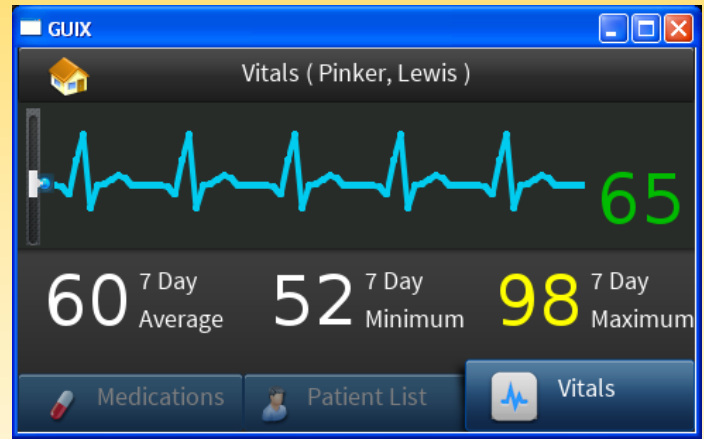 GUIX
Vitals ( Pinker, Lewis )
65
60 7 Day Average
52 7 Day Minimum
98 7 Day Maximum
Medications
Patient List
Vitals